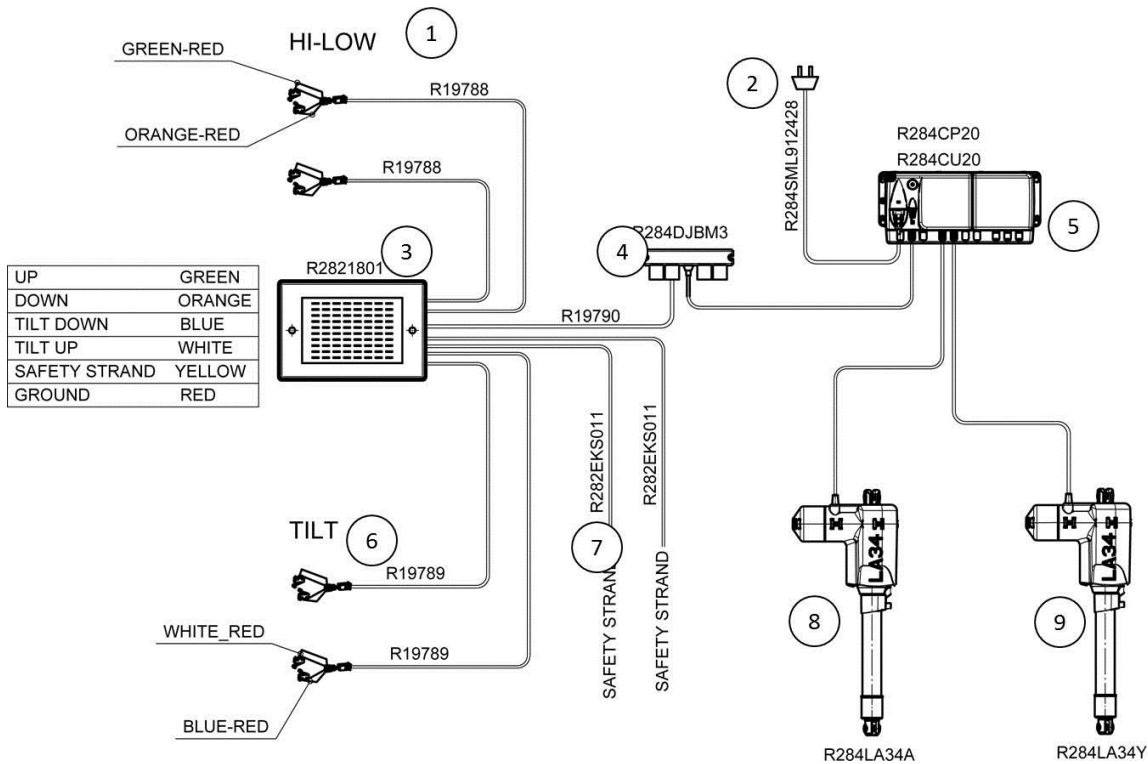 HI-LOW
1
GREEN-RED
R19788
ORANGE-RED
R19788
2
R284SML912428
R284CP20
R284CU20
5
R284DJBM3
4
3
R2821801
UP GREEN
DOWN ORANGE
TILT DOWN BLUE
TILT UP WHITE
SAFETY STRAND YELLOW
GROUND RED
R19790
R282EKS011
R282EKS011
SAFETY STRAND
SAFETY STRAND
7
TILT
6
R19789
WHITE_RED
R19789
BLUE-RED
LA34
LA34
8
9
R284LA34A
R284LA34Y